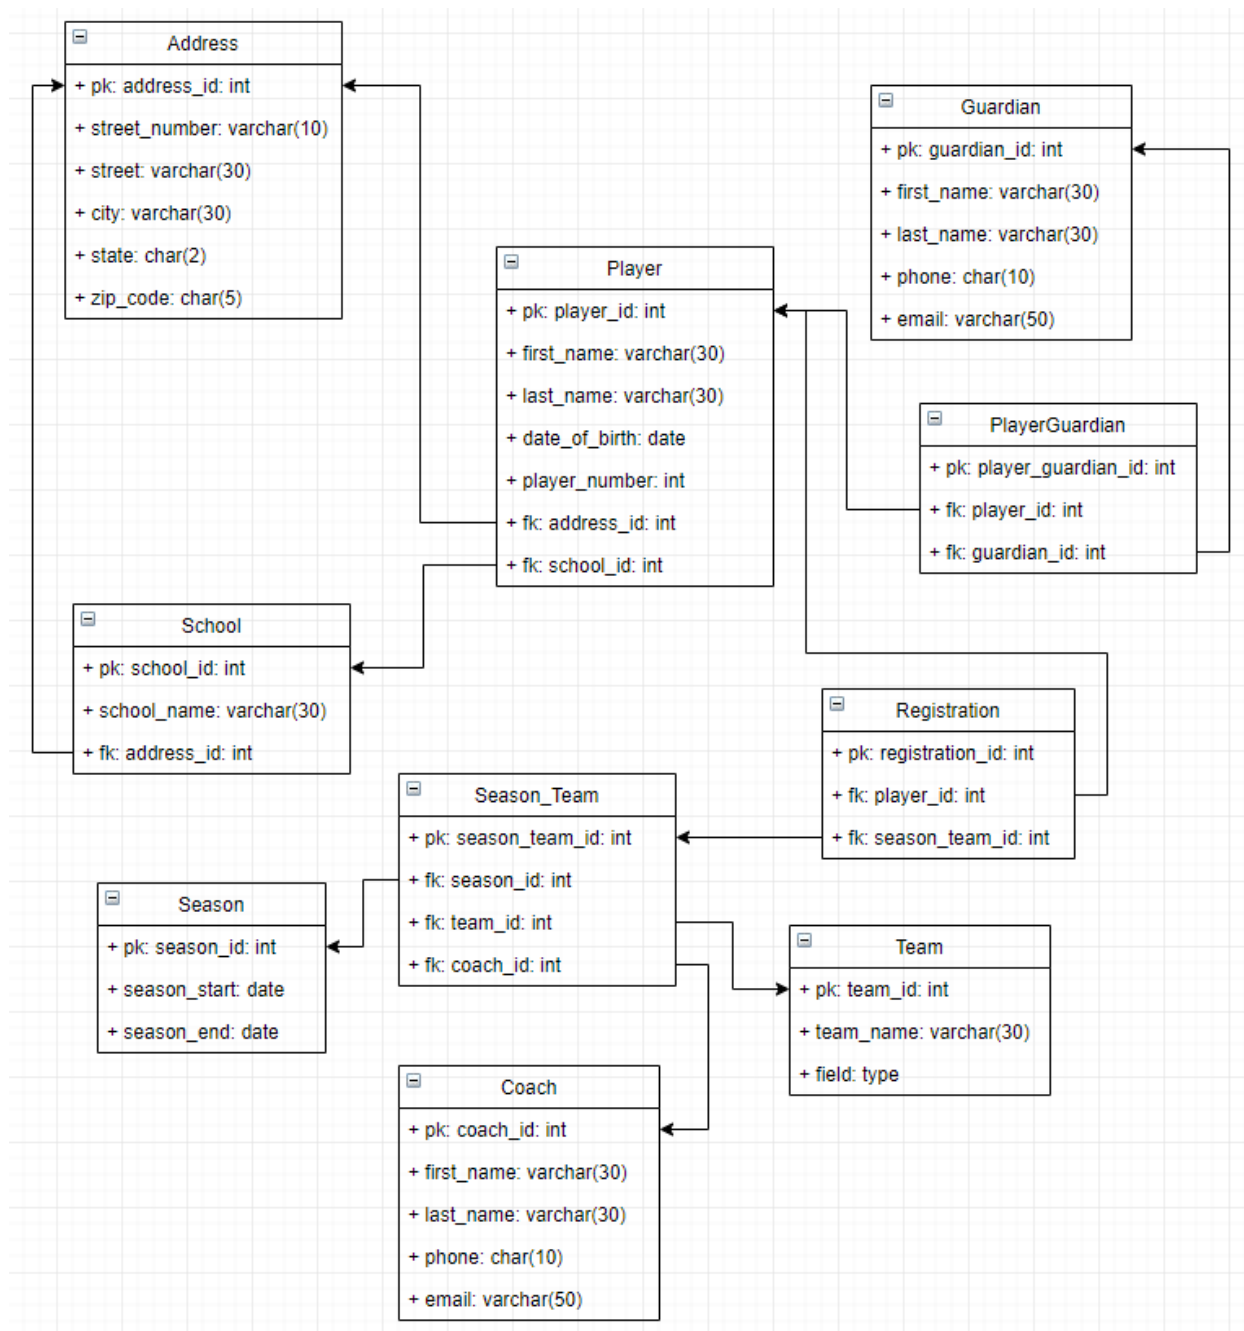 Address
+ pk: address_id: int
+ street_number: varchar(10)
+ street: varchar(30)
+ city: varchar(30)
+ state: char(2)
+ zip_code: char(5)
Guardian
+ pk: guardian_id: int
+ first_name: varchar(30)
+ last_name: varchar(30)
+ phone: char(10)
+ email: varchar(50)
Player
+ pk: player_id: int
+ first_name: varchar(30)
+ last_name: varchar(30)
+ date_of_birth: date
+ player_number: int
+ fk: address_id: int
+ fk: school_id: int
PlayerGuardian
+ pk: player_guardian_id: int
+ fk: player_id: int
+ fk: guardian_id: int
School
+ pk: school_id: int
+ school_name: varchar(30)
+ fk: address_id: int
Registration
+ pk: registration_id: int
+ fk: player_id: int
+ fk: season_team_id: int
Season_Team
+ pk: season_team_id: int
+ fk: season_id: int
+ fk: team_id: int
+ fk: coach_id: int
Season
+ pk: season_id: int
+ season_start: date
+ season_end: date
Team
+ pk: team_id: int
+ team_name: varchar(30)
+ field: type
Coach
+ pk: coach_id: int
+ first_name: varchar(30)
+ last_name: varchar(30)
+ phone: char(10)
+ email: varchar(50)